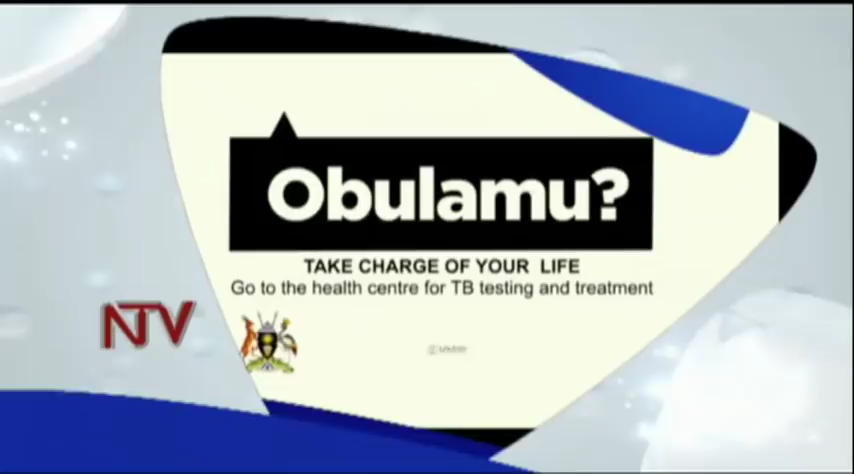 Obulamu?
TAKE CHARGE OF YOUR LIFE
Go to the health centre for TB testing and treatment
NTV